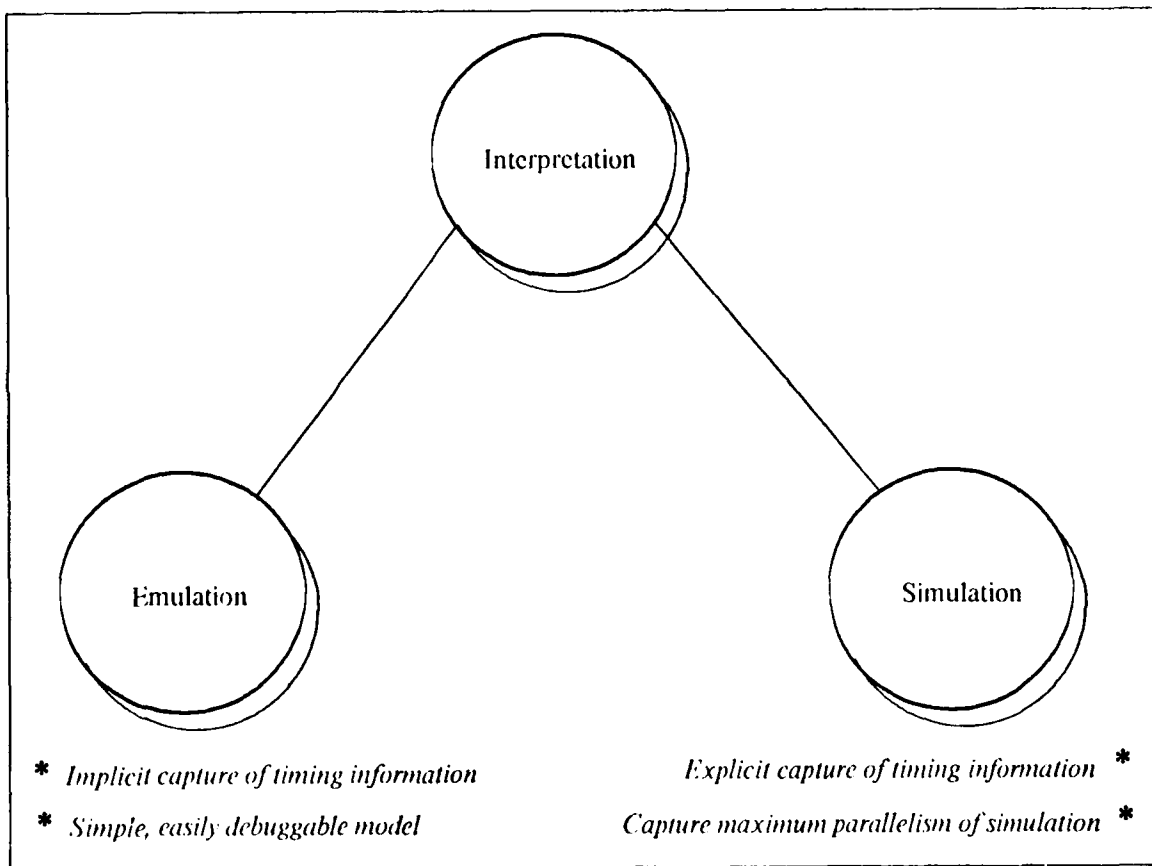 Interpretation
Emulation
Simulation
* Implicit capture of timing information
* Simple, easily debuggable model
Explicit capture of timing information *
Capture maximum parallelism of simulation *